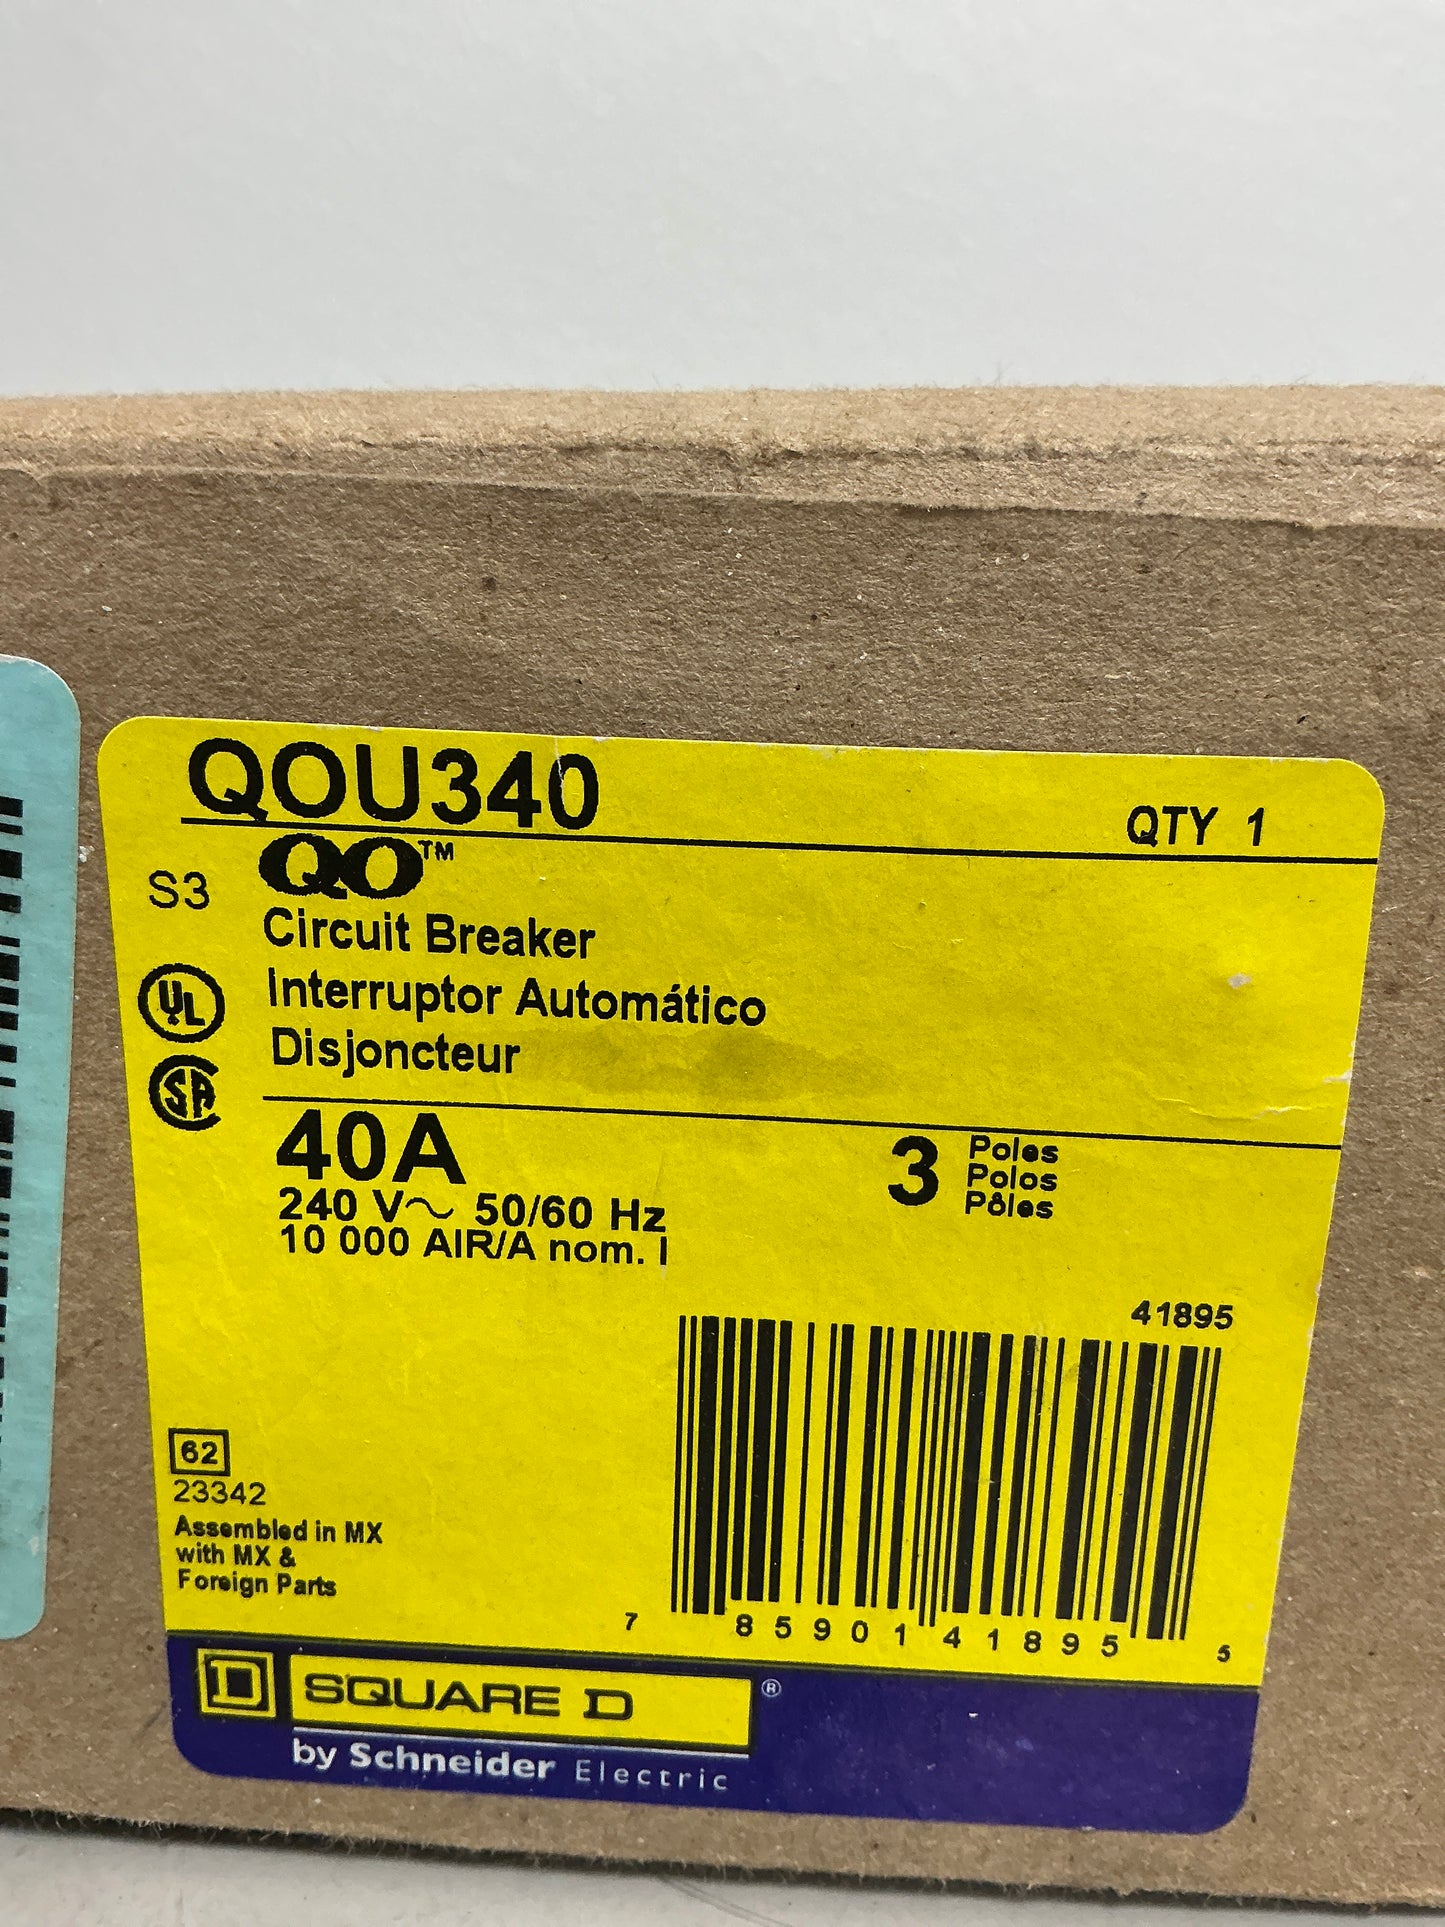 QOU340
QTY 1
S3
QO™
Circuit Breaker
Interruptor Automático
Disjoncteur
UL
SA
40A
240 V~ 50/60 Hz
10 000 AIR/A nom. I
3
Poles
Polos
Pôles
41895
7 85901 41895 5
62
23342
Assembled in MX
with MX &
Foreign Parts
D SQUARE D ®
by Schneider Electric